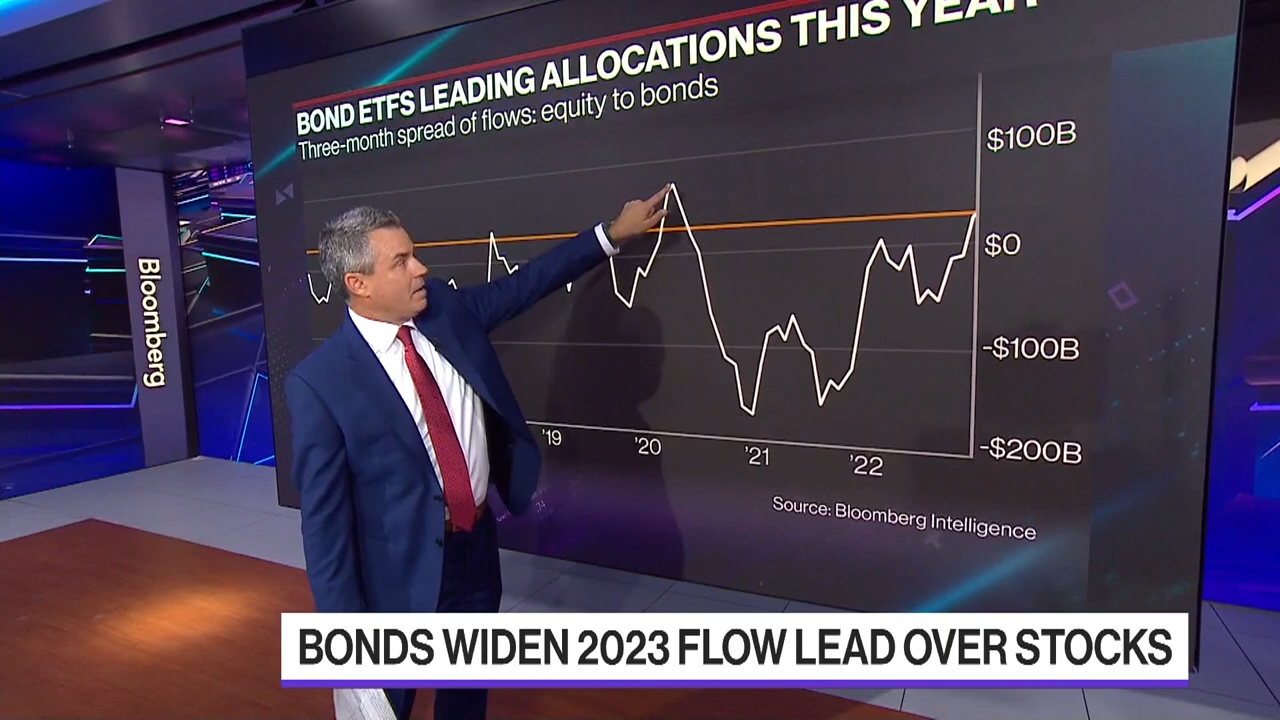 BOND ETFS LEADING ALLOCATIONS THIS YEAR
Three-month spread of flows: equity to bonds
$100B
$0
-$100B
-$200B
'19
'20
'21
'22
Source: Bloomberg Intelligence
Bloomberg
BONDS WIDEN 2023 FLOW LEAD OVER STOCKS